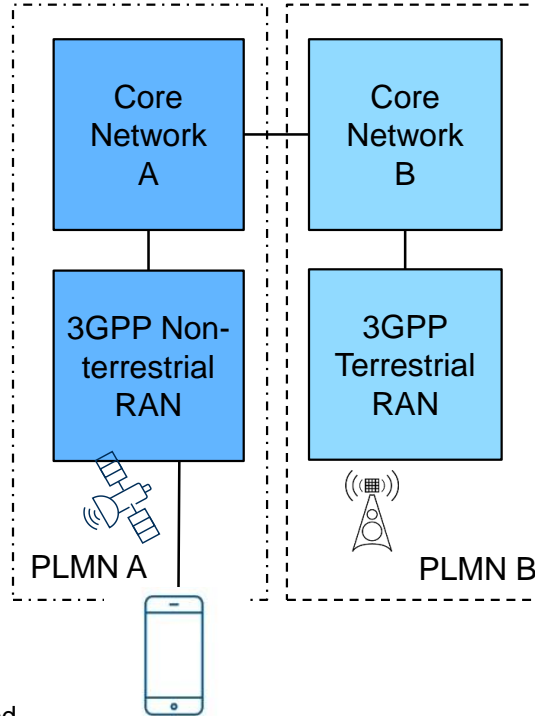 Core
Network
A
Core
Network
B
3GPP Non-
terrestrial
RAN
3GPP
Terrestrial
RAN
PLMN A
PLMN B